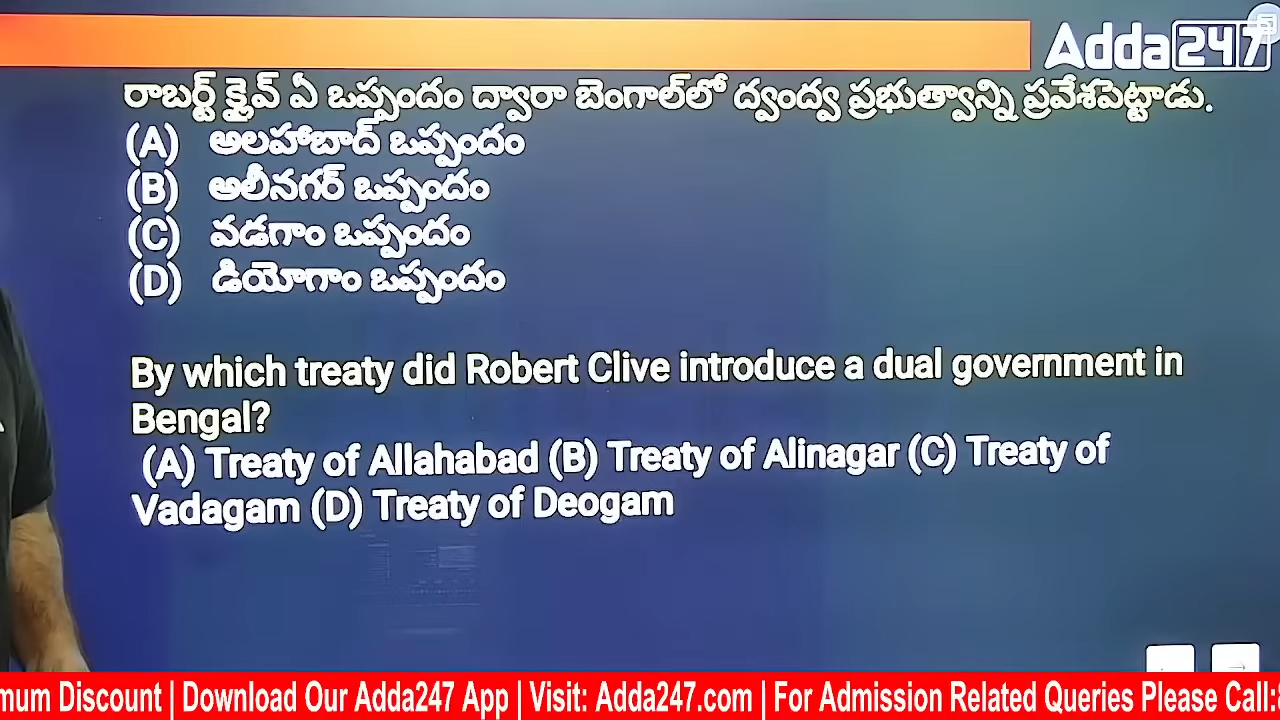 Adda247
రాబర్ట్ క్లైవ్ ఏ ఒప్పందం ద్వారా బెంగాల్‌లో ద్వంద్వ ప్రభుత్వాన్ని ప్రవేశపెట్టాడు.
(A) అలహాబాద్ ఒప్పందం
(B) అలీనగర్ ఒప్పందం
(C) వడగాం ఒప్పందం
(D) డియోగాం ఒప్పందం
By which treaty did Robert Clive introduce a dual government in
Bengal?
(A) Treaty of Allahabad (B) Treaty of Alinagar (C) Treaty of
Vadagam (D) Treaty of Deogam
mum Discount | Download Our Adda247 App | Visit: Adda247.com | For Admission Related Queries Please Call: